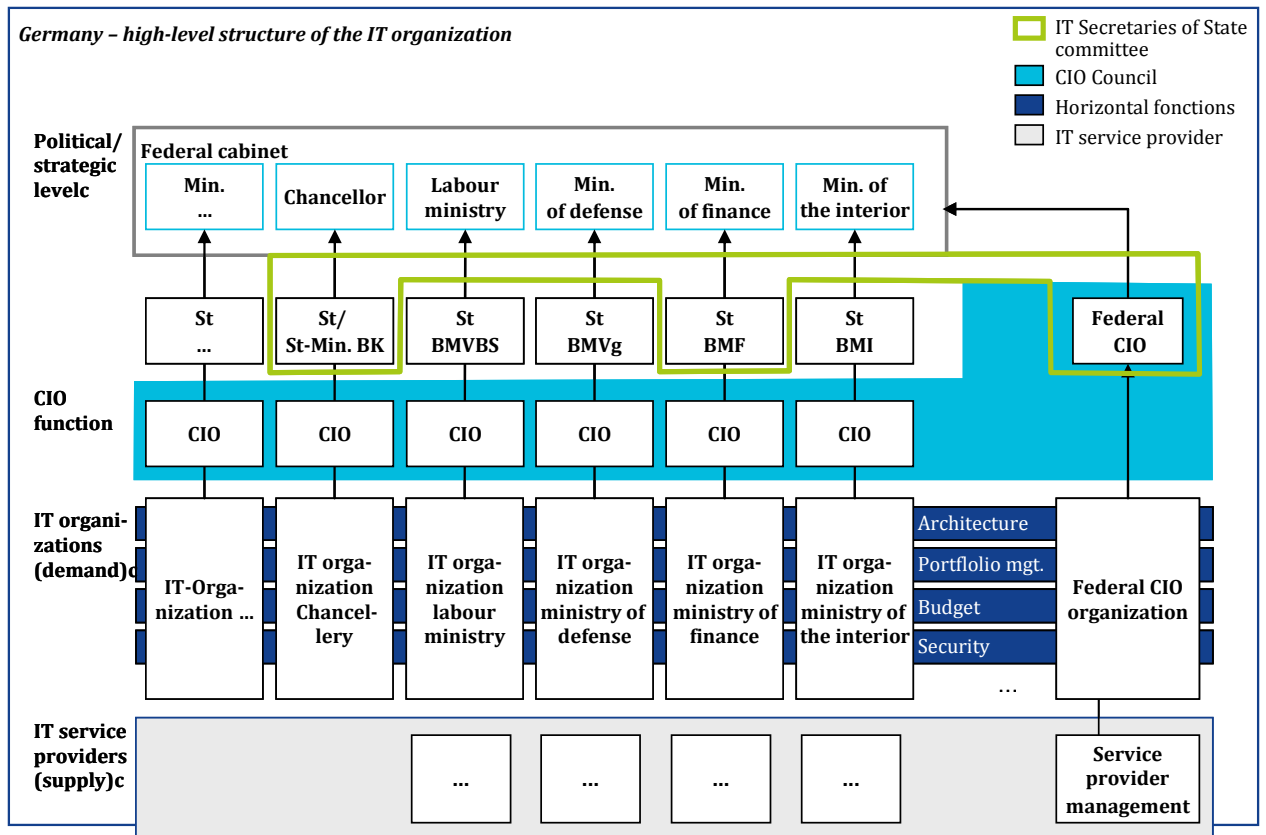 Germany – high-level structure of the IT organization
IT Secretaries of State
committee
CIO Council
Horizontal fonctions
IT service provider
Political/
strategic
levelc
Federal cabinet
Min.
...
Chancellor
Labour
ministry
Min.
of defense
Min.
of finance
Min. of
the interior
St
...
St/
St-Min. BK
St
BMVBS
St
BMVg
St
BMF
St
BMI
Federal
CIO
CIO
function
CIO
CIO
CIO
CIO
CIO
CIO
IT organi-
zations
(demand)c
IT-Orga-
nization ...
IT orga-
nization
Chancel-
lery
IT orga-
nization
labour
ministry
IT orga-
nization
ministry of
defense
IT orga-
nization
ministry of
finance
IT orga-
nization
ministry of
the interior
Architecture
Portflolio mgt.
Budget
Security
...
Federal CIO
organization
IT service
providers
(supply)c
...
...
...
...
Service
provider
management